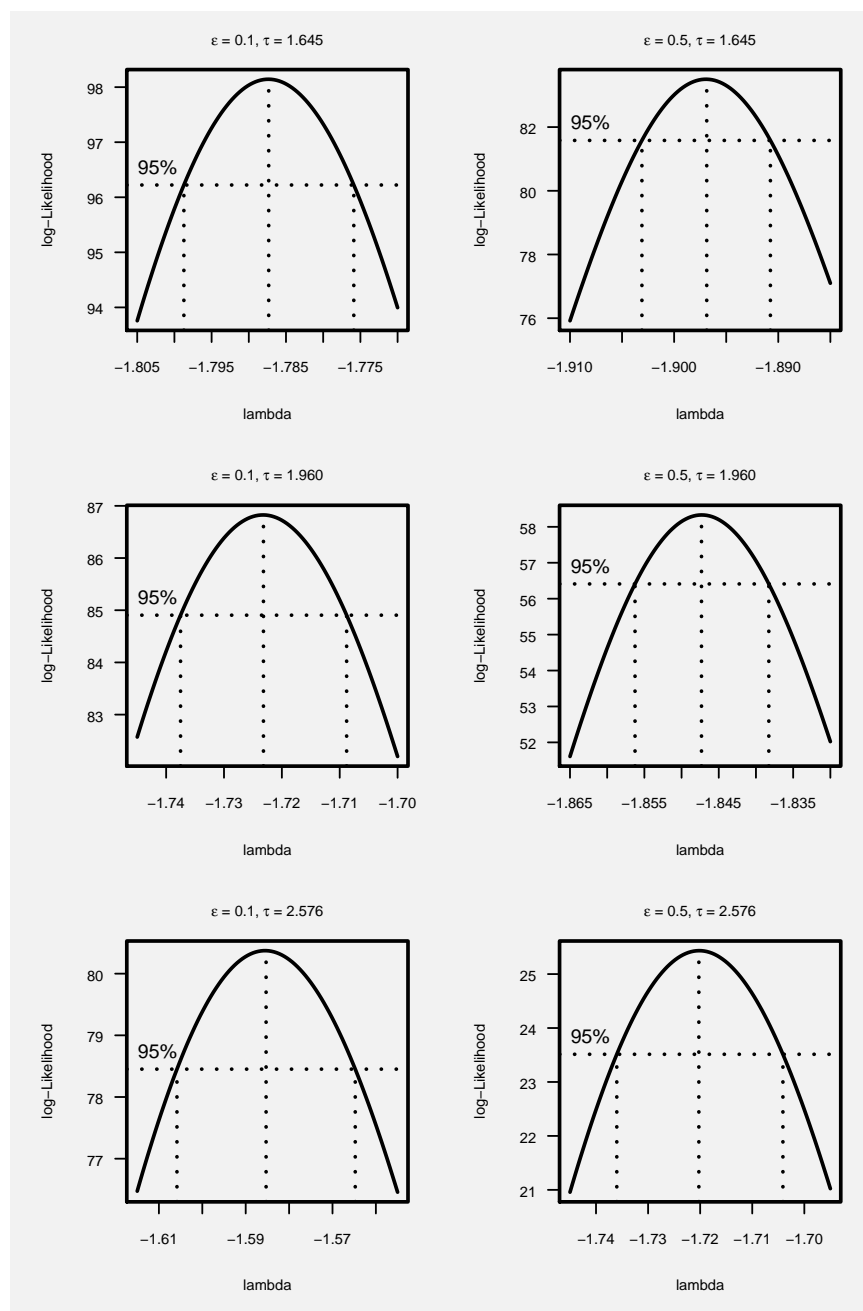 ε = 0.1, τ = 1.645
98
97
96
95
94
log−Likelihood
95%
−1.805 −1.795 −1.785 −1.775
lambda
ε = 0.5, τ = 1.645
82
80
78
76
log−Likelihood
95%
−1.910 −1.900 −1.890
lambda
ε = 0.1, τ = 1.960
87
86
85
84
83
log−Likelihood
95%
−1.74 −1.73 −1.72 −1.71 −1.70
lambda
ε = 0.5, τ = 1.960
58
57
56
55
54
53
52
log−Likelihood
95%
−1.865 −1.855 −1.845 −1.835
lambda
ε = 0.1, τ = 2.576
80
79
78
77
log−Likelihood
95%
−1.61 −1.59 −1.57
lambda
ε = 0.5, τ = 2.576
25
24
23
22
21
log−Likelihood
95%
−1.74 −1.73 −1.72 −1.71 −1.70
lambda